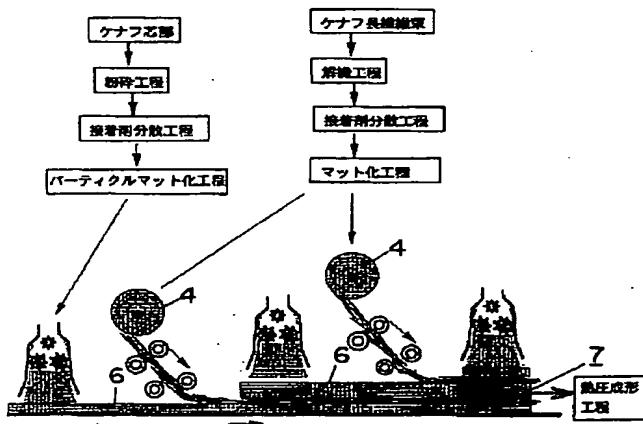 ケナフ芯部
粉砕工程
接着剤分散工程
パーティクルマット化工程
ケナフ長繊維束
解繊工程
接着剤分散工程
マット化工程
4
4
6
6
7
熱圧成形
工程